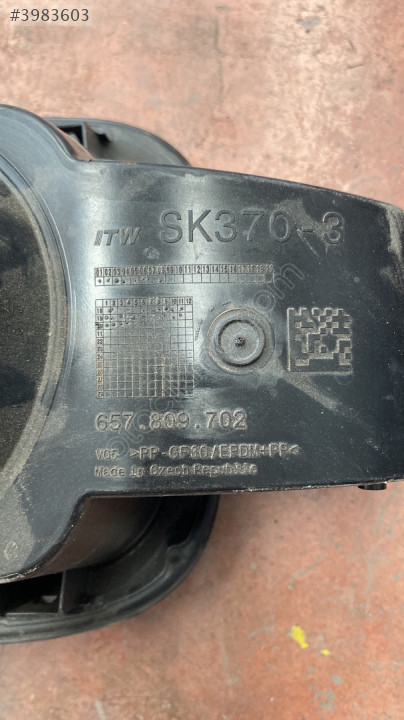 #3983603
ITW SK370-3
657.809.702
>PP-GF30/EPDM+PP<
Made in Czech Republic